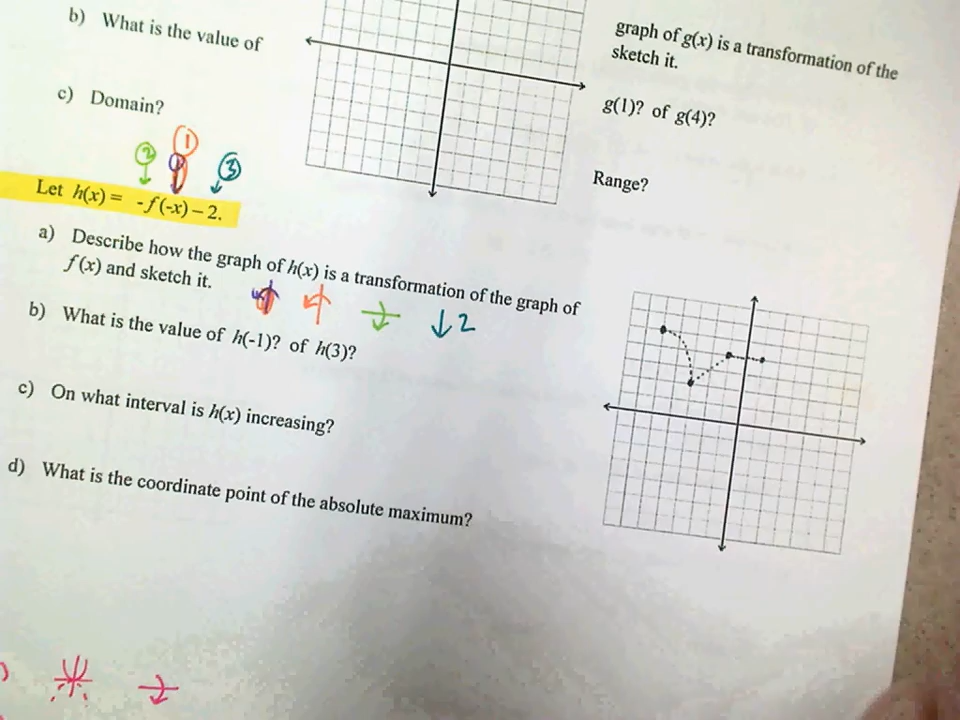 b) What is the value of
graph of g(x) is a transformation of the
sketch it.
g(1)? of g(4)?
c) Domain?
Range?
2 1 3
Let h(x) = -f(-x) – 2.
a) Describe how the graph of h(x) is a transformation of the graph of
f(x) and sketch it.
↓2
b) What is the value of h(-1)? of h(3)?
c) On what interval is h(x) increasing?
d) What is the coordinate point of the absolute maximum?